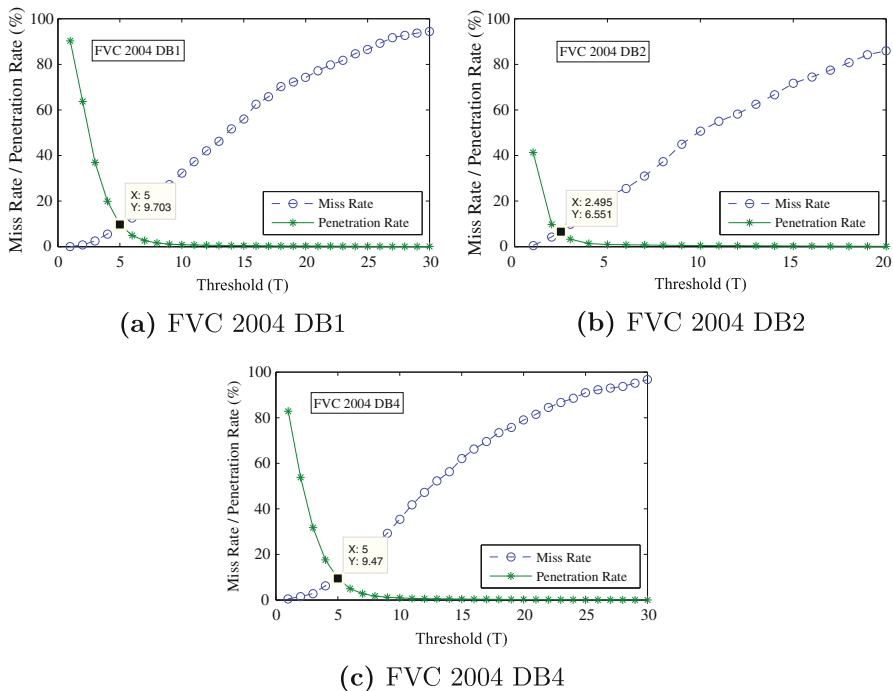 Miss Rate / Penetration Rate (%)
100
80
60
40
20
0
FVC 2004 DB1
X: 5
Y: 9.703
Miss Rate
Penetration Rate
0 5 10 15 20 25 30
Threshold (T)
(a) FVC 2004 DB1
Miss Rate / Penetration Rate (%)
100
80
60
40
20
0
FVC 2004 DB2
X: 2.495
Y: 6.551
Miss Rate
Penetration Rate
0 5 10 15 20
Threshold (T)
(b) FVC 2004 DB2
Miss Rate / Penetration Rate (%)
100
80
60
40
20
0
FVC 2004 DB4
X: 5
Y: 9.47
Miss Rate
Penetration Rate
0 5 10 15 20 25 30
Threshold (T)
(c) FVC 2004 DB4